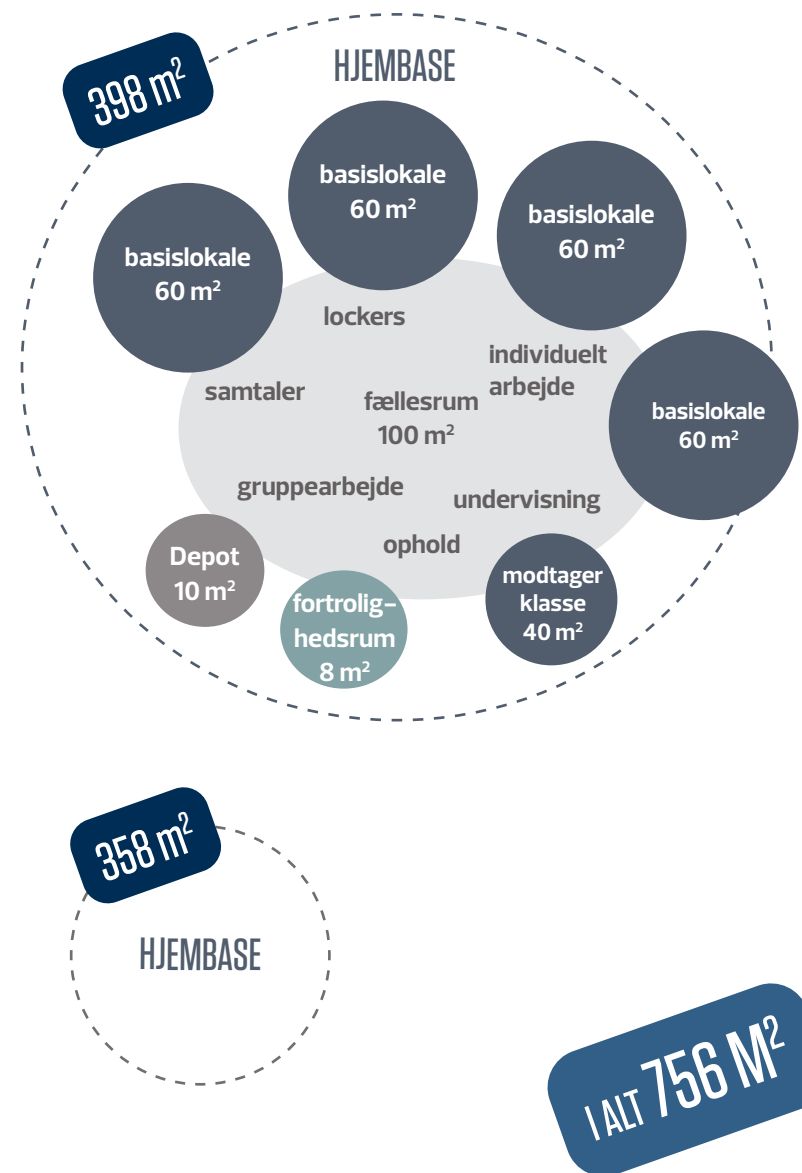 398 m²
HJEMBASE
basislokale
60 m²
basislokale
60 m²
basislokale
60 m²
basislokale
60 m²
lockers
individuelt
arbejde
samtaler
fællesrum
100 m²
gruppearbejde
undervisning
ophold
Depot
10 m²
fortrolig-
hedsrum
8 m²
modtager
klasse
40 m²
358 m²
HJEMBASE
I ALT 756 M²